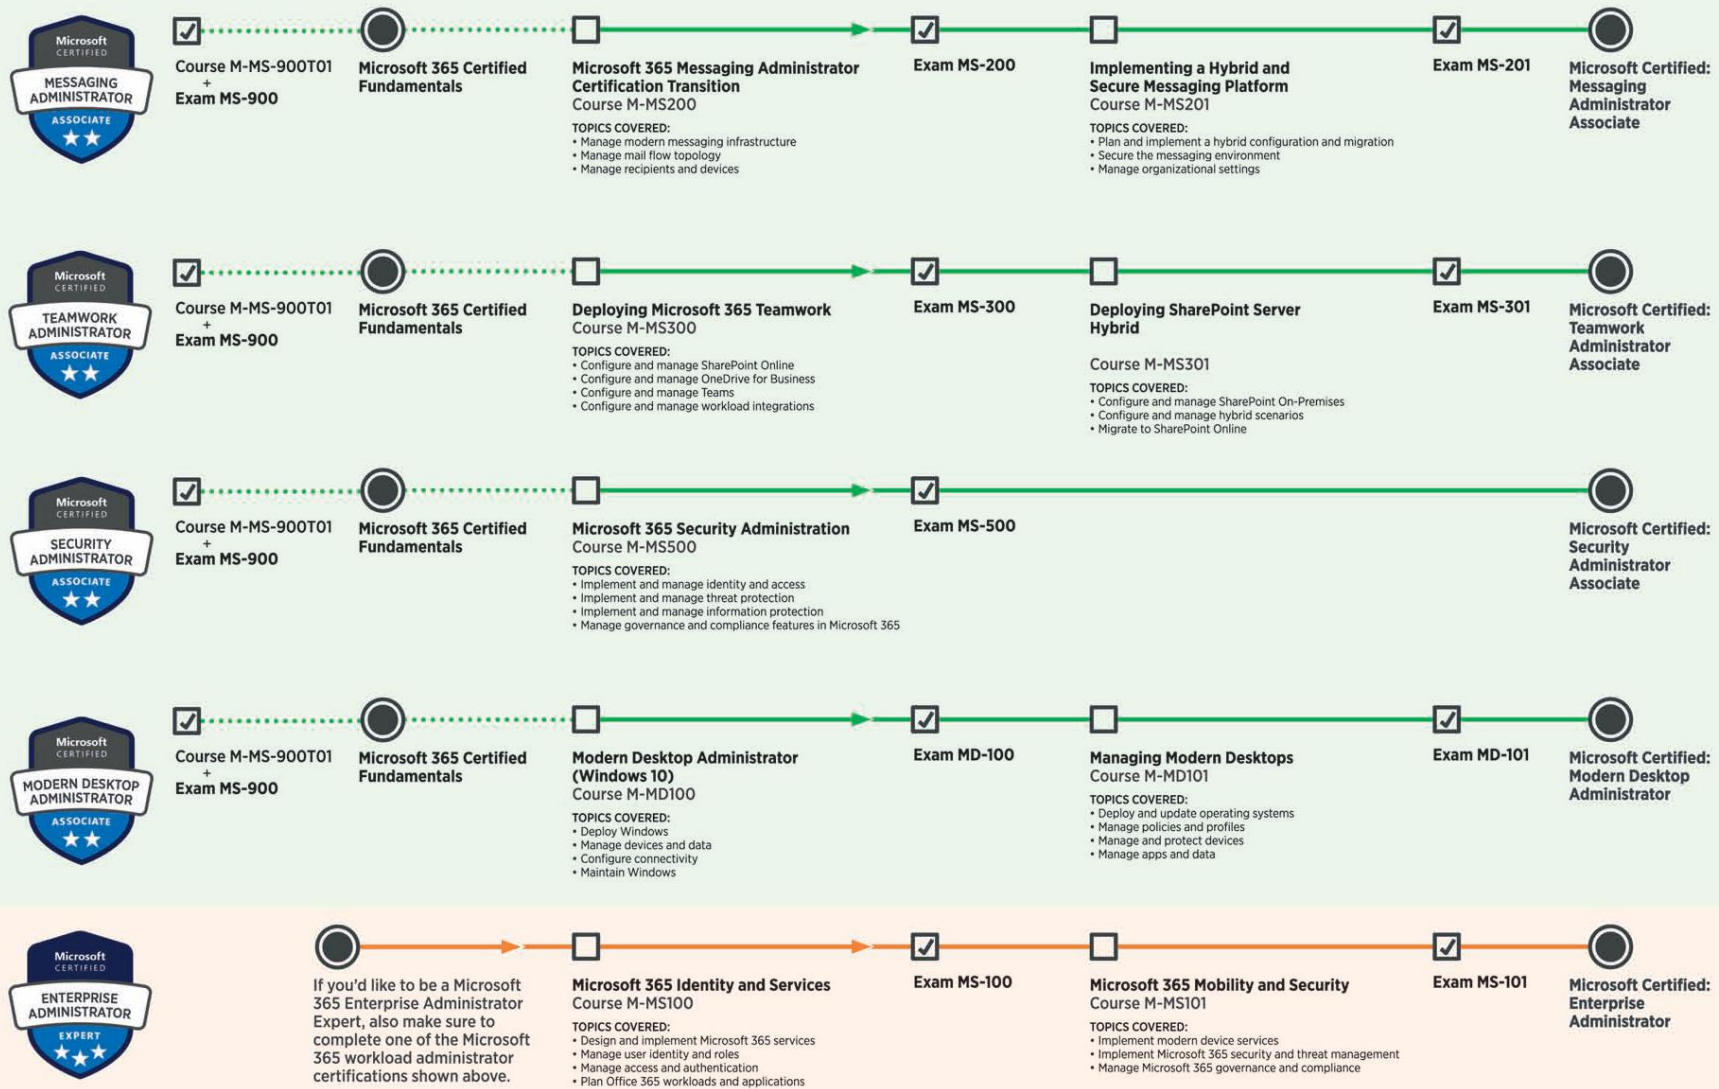 Microsoft
CERTIFIED
MESSAGING
ADMINISTRATOR
ASSOCIATE
Course M-MS-900T01
+
Exam MS-900
Microsoft 365 Certified
Fundamentals
Microsoft 365 Messaging Administrator
Certification Transition
Course M-MS200
TOPICS COVERED:
• Manage modern messaging infrastructure
• Manage mail flow topology
• Manage recipients and devices
Exam MS-200
Implementing a Hybrid and
Secure Messaging Platform
Course M-MS201
TOPICS COVERED:
• Plan and implement a hybrid configuration and migration
• Secure the messaging environment
• Manage organizational settings
Exam MS-201
Microsoft Certified:
Messaging
Administrator
Associate
Microsoft
CERTIFIED
TEAMWORK
ADMINISTRATOR
ASSOCIATE
Course M-MS-900T01
+
Exam MS-900
Microsoft 365 Certified
Fundamentals
Deploying Microsoft 365 Teamwork
Course M-MS300
TOPICS COVERED:
• Configure and manage SharePoint Online
• Configure and manage OneDrive for Business
• Configure and manage Teams
• Configure and manage workload integrations
Exam MS-300
Deploying SharePoint Server
Hybrid
Course M-MS301
TOPICS COVERED:
• Configure and manage SharePoint On-Premises
• Configure and manage hybrid scenarios
• Migrate to SharePoint Online
Exam MS-301
Microsoft Certified:
Teamwork
Administrator
Associate
Microsoft
CERTIFIED
SECURITY
ADMINISTRATOR
ASSOCIATE
Course M-MS-900T01
+
Exam MS-900
Microsoft 365 Certified
Fundamentals
Microsoft 365 Security Administration
Course M-MS500
TOPICS COVERED:
• Implement and manage identity and access
• Implement and manage threat protection
• Implement and manage information protection
• Manage governance and compliance features in Microsoft 365
Exam MS-500
Microsoft Certified:
Security
Administrator
Associate
Microsoft
CERTIFIED
MODERN DESKTOP
ADMINISTRATOR
ASSOCIATE
Course M-MS-900T01
+
Exam MS-900
Microsoft 365 Certified
Fundamentals
Modern Desktop Administrator
(Windows 10)
Course M-MD100
TOPICS COVERED:
• Deploy Windows
• Manage devices and data
• Configure connectivity
• Maintain Windows
Exam MD-100
Managing Modern Desktops
Course M-MD101
TOPICS COVERED:
• Deploy and update operating systems
• Manage policies and profiles
• Manage and protect devices
• Manage apps and data
Exam MD-101
Microsoft Certified:
Modern Desktop
Administrator
Microsoft
CERTIFIED
ENTERPRISE
ADMINISTRATOR
EXPERT
If you'd like to be a Microsoft
365 Enterprise Administrator
Expert, also make sure to
complete one of the Microsoft
365 workload administrator
certifications shown above.
Microsoft 365 Identity and Services
Course M-MS100
TOPICS COVERED:
• Design and implement Microsoft 365 services
• Manage user identity and roles
• Manage access and authentication
• Plan Office 365 workloads and applications
Exam MS-100
Microsoft 365 Mobility and Security
Course M-MS101
TOPICS COVERED:
• Implement modern device services
• Implement Microsoft 365 security and threat management
• Manage Microsoft 365 governance and compliance
Exam MS-101
Microsoft Certified:
Enterprise
Administrator